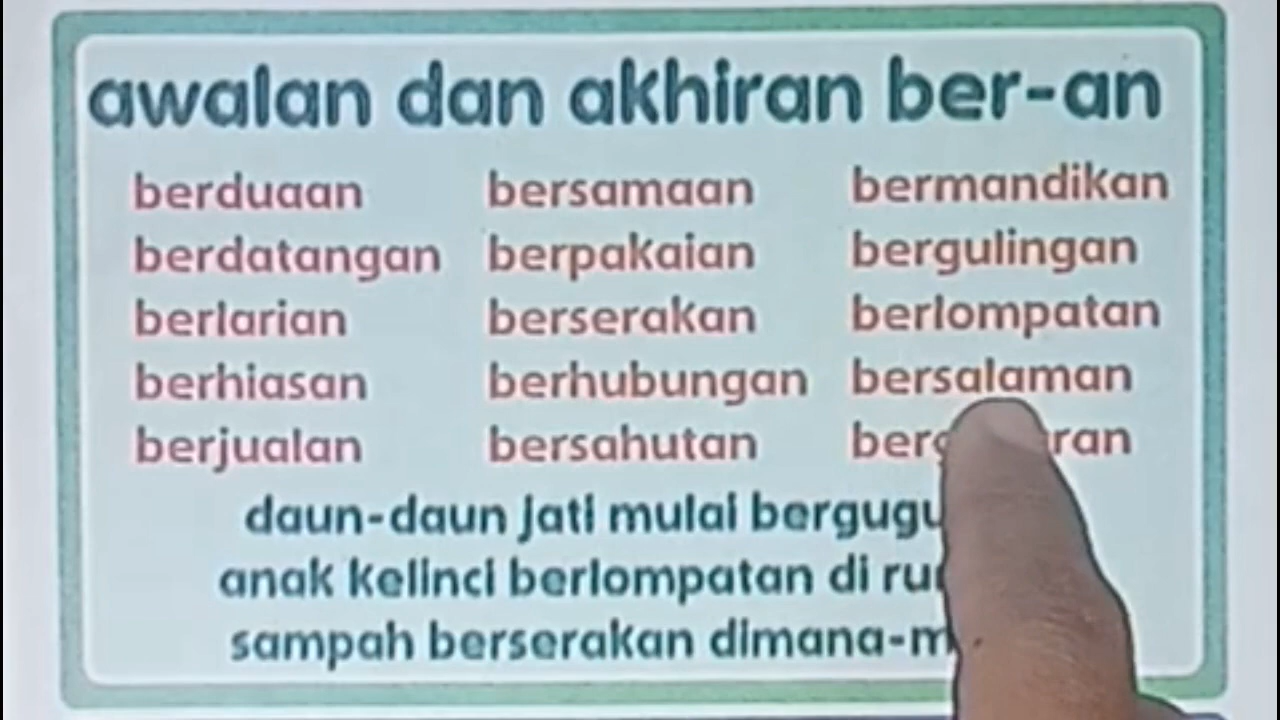 awalan dan akhiran ber-an
berduaan bersamaan bermandikan
berdatangan berpakaian bergulingan
berlarian berserakan berlompatan
berhiasan berhubungan bersalaman
berjualan bersahutan
daun-daun jati mulai
anak kelinci berlompatan di
sampah berserakan